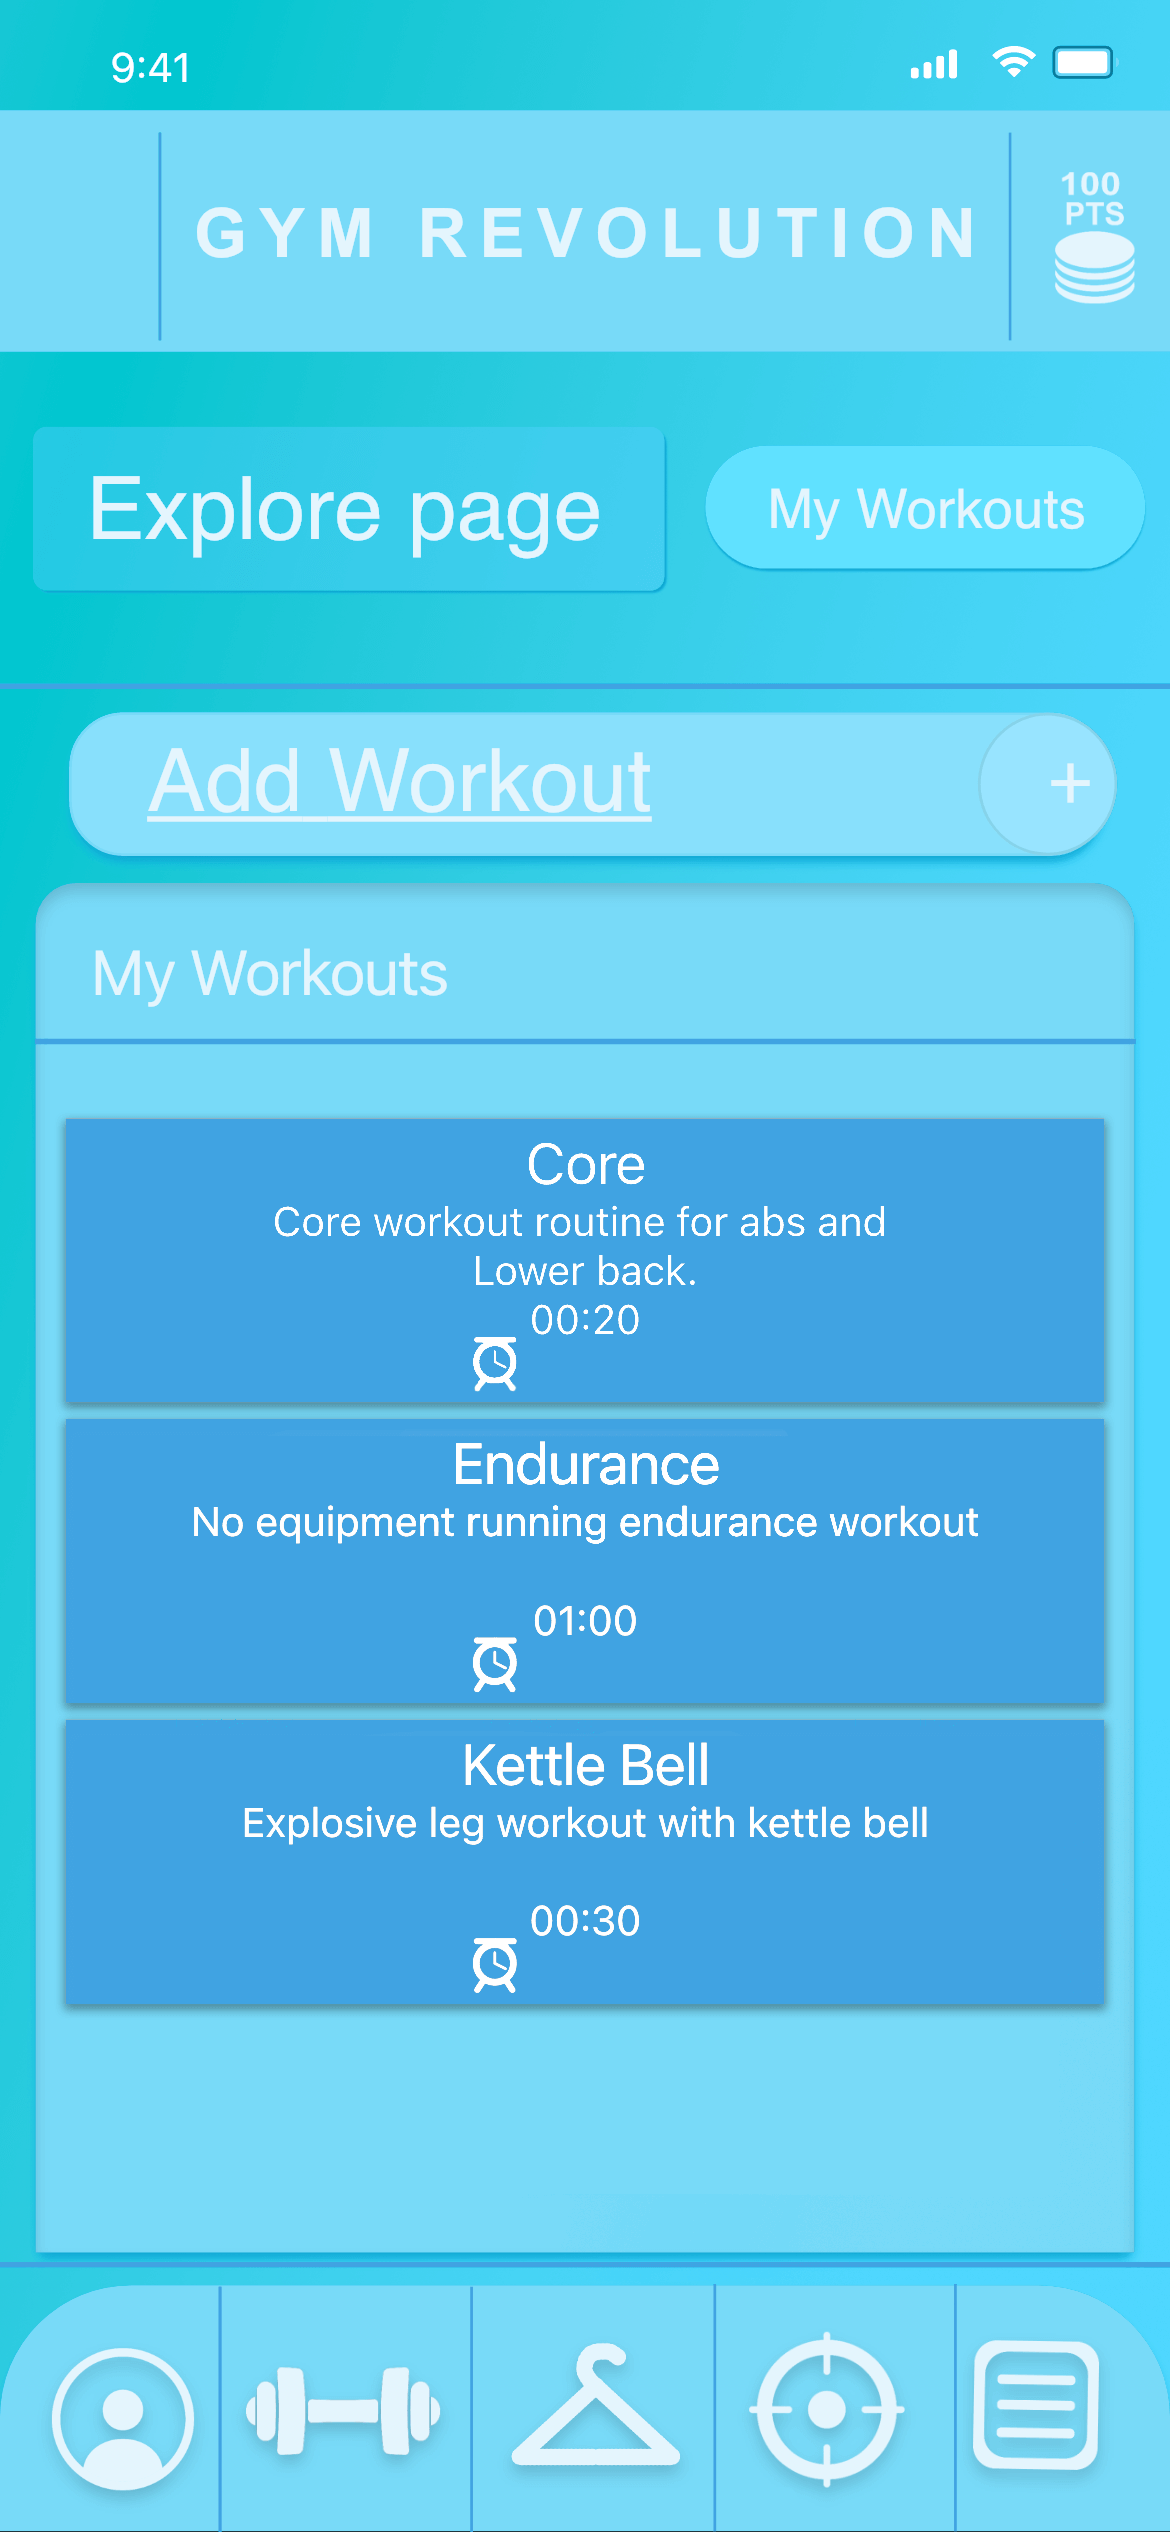 9:41
GYM REVOLUTION
100
PTS
Explore page
My Workouts
Add Workout
+
My Workouts
Core
Core workout routine for abs and
Lower back.
00:20
Endurance
No equipment running endurance workout
01:00
Kettle Bell
Explosive leg workout with kettle bell
00:30